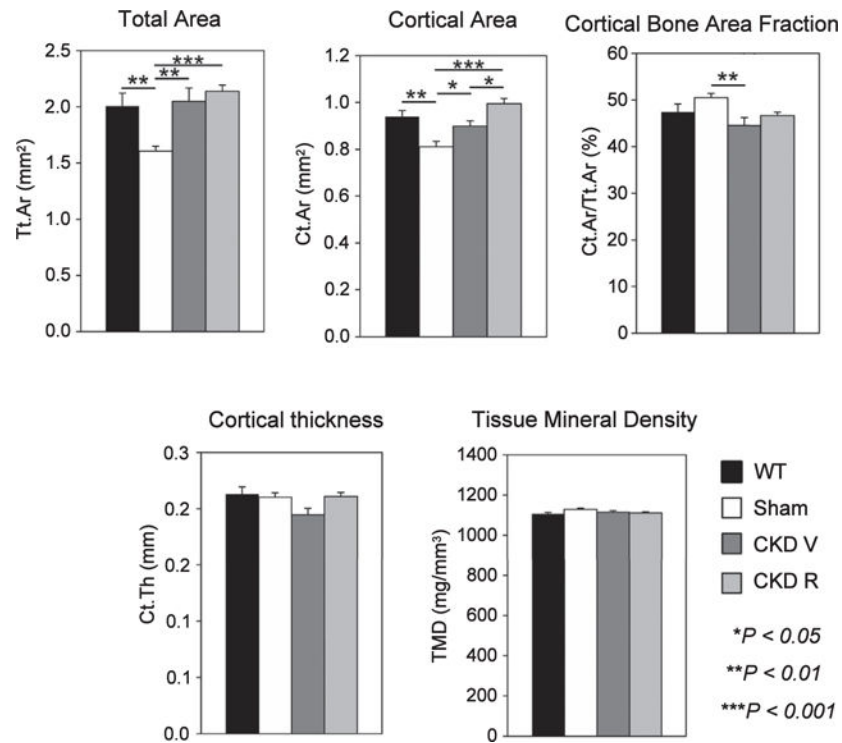 Total Area
Cortical Area
Cortical Bone Area Fraction
Tt.Ar (mm²)
2.5
2.0
1.5
1.0
0.5
0.0
**
**
***
Ct.Ar (mm²)
1.2
1.0
0.8
0.6
0.4
0.2
0.0
**
*
***
*
Ct.Ar/Tt.Ar (%)
60
50
40
30
20
10
0
**
Cortical thickness
Tissue Mineral Density
Ct.Th (mm)
0.3
0.2
0.2
0.1
0.1
0.0
TMD (mg/mm³)
1400
1200
1000
800
600
400
200
0
WT
Sham
CKD V
CKD R
*P < 0.05
**P < 0.01
***P < 0.001